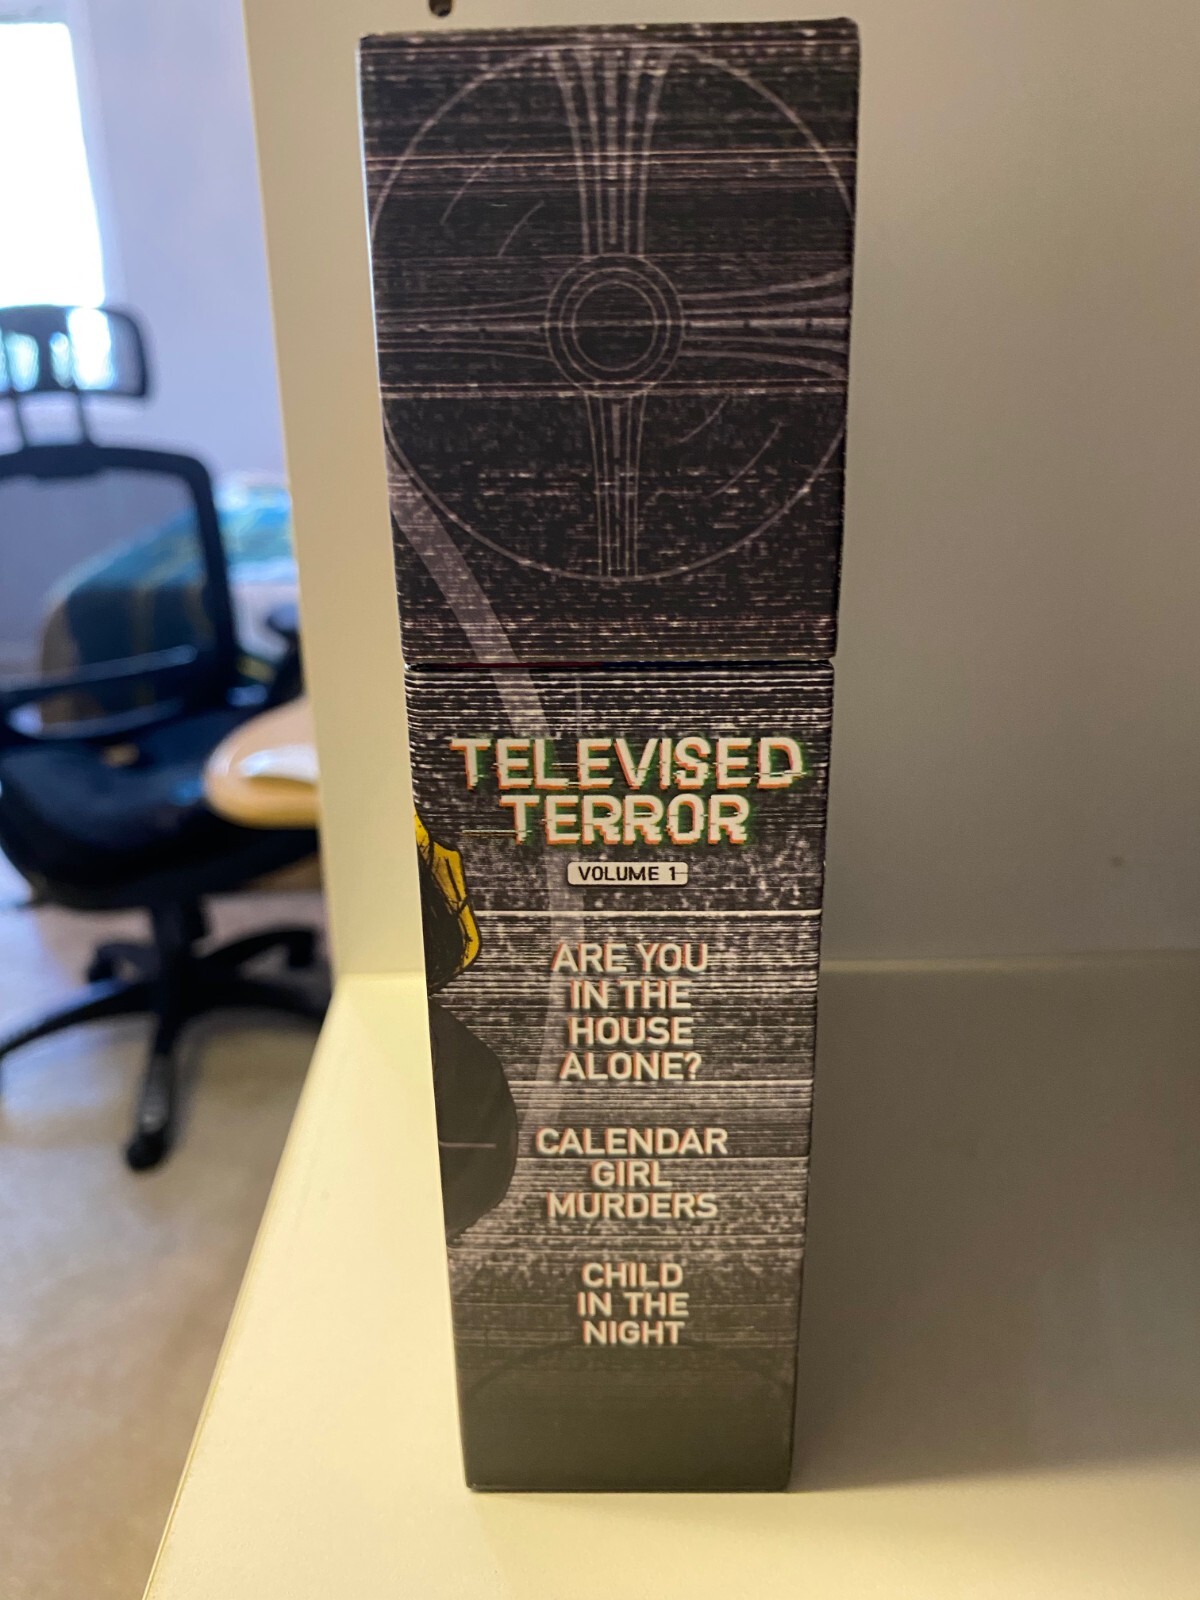 TELEVISED
TERROR
VOLUME 1
ARE YOU
IN THE
HOUSE
ALONE?
CALENDAR
GIRL
MURDERS
CHILD
IN THE
NIGHT